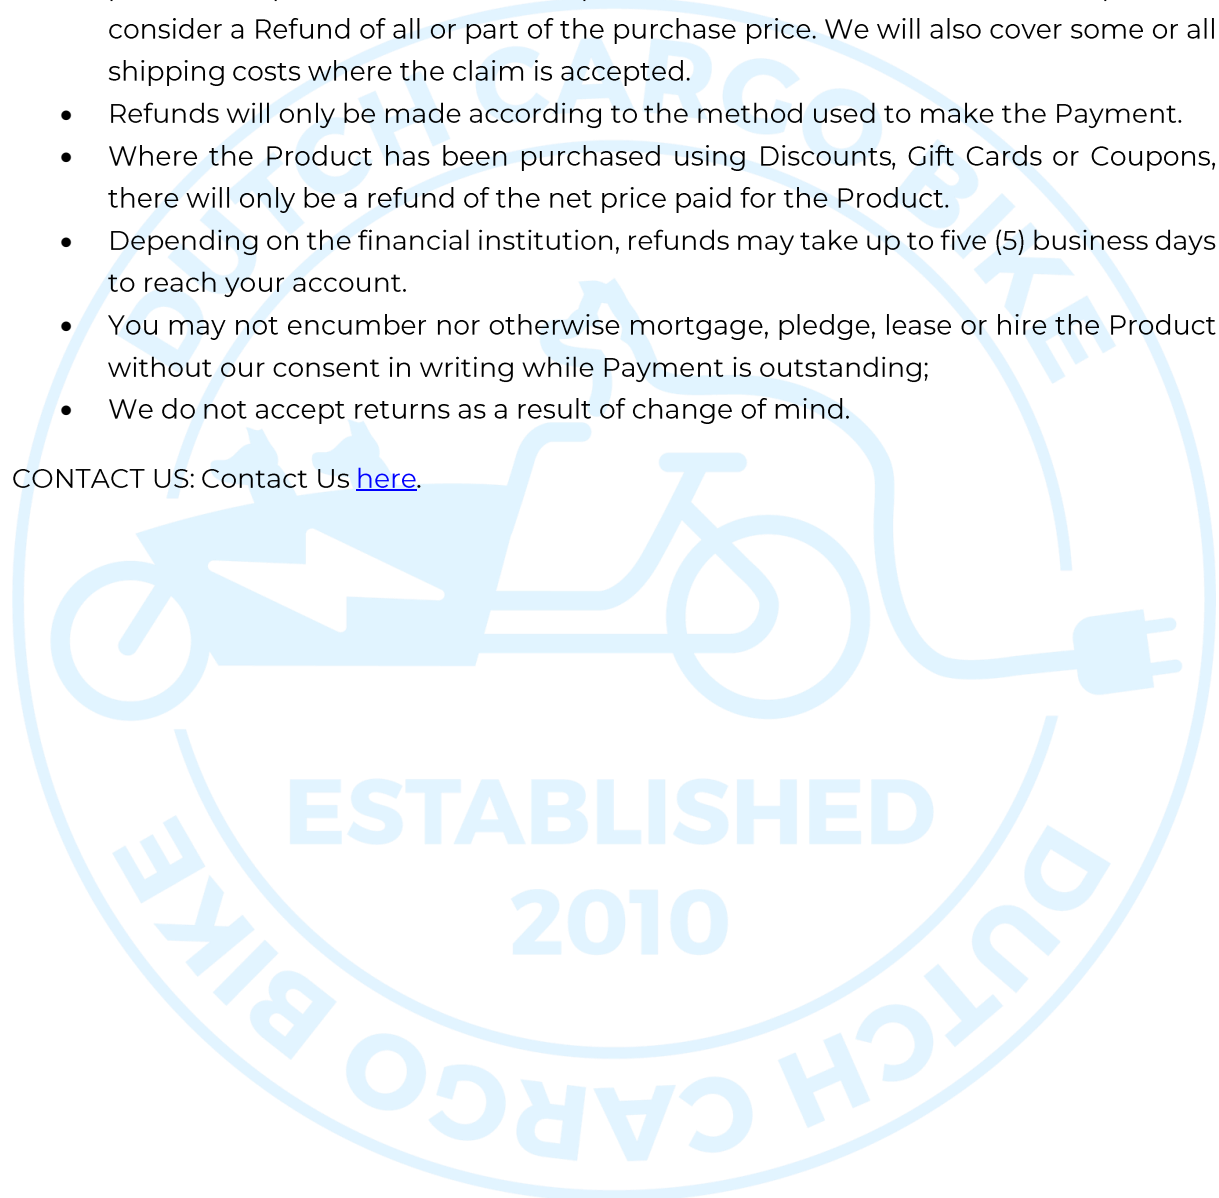 consider a Refund of all or part of the purchase price. We will also cover some or all
shipping costs where the claim is accepted.
• Refunds will only be made according to the method used to make the Payment.
• Where the Product has been purchased using Discounts, Gift Cards or Coupons,
there will only be a refund of the net price paid for the Product.
• Depending on the financial institution, refunds may take up to five (5) business days
to reach your account.
• You may not encumber nor otherwise mortgage, pledge, lease or hire the Product
without our consent in writing while Payment is outstanding;
• We do not accept returns as a result of change of mind.
CONTACT US: Contact Us here.
DUTCH CARGO BIKE
ESTABLISHED
2010
DUTCH CARGO BIKE